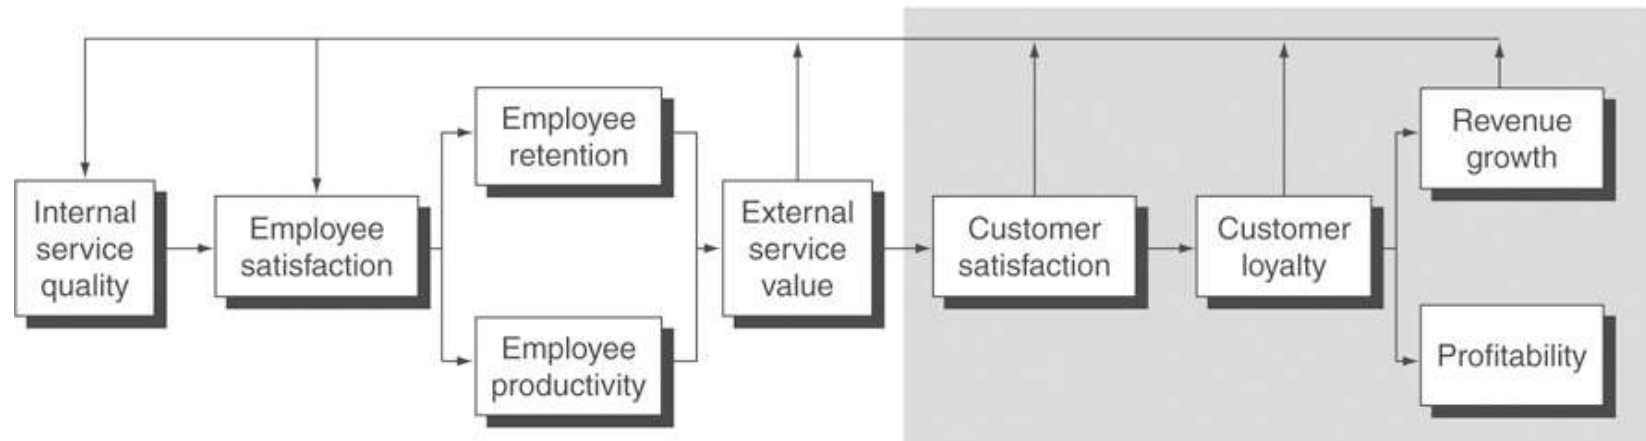 Internal
service
quality
Employee
satisfaction
Employee
retention
Employee
productivity
External
service
value
Customer
satisfaction
Customer
loyalty
Revenue
growth
Profitability